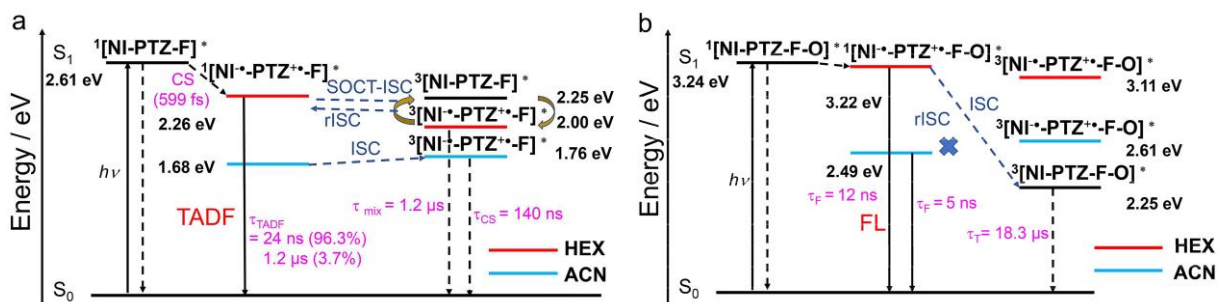 a
Energy / eV
S₁
2.61 eV
¹[NI-PTZ-F]*
CS
(599 fs)
¹[NI⁻•-PTZ⁺•-F]*
2.26 eV
1.68 eV
SOCT-ISC
rISC
ISC
³[NI-PTZ-F]*
2.25 eV
³[NI⁻•-PTZ⁺•-F]*
2.00 eV
³[NI⁻•-PTZ⁺•-F]*
1.76 eV
hν
TADF
τTADF
= 24 ns (96.3%)
1.2 μs (3.7%)
τ mix = 1.2 μs
τCS = 140 ns
HEX
ACN
S₀
b
Energy / eV
S₁
3.24 eV
¹[NI-PTZ-F-O]*
¹[NI⁻•-PTZ⁺•-F-O]*
3.22 eV
2.49 eV
rISC
ISC
³[NI⁻•-PTZ⁺•-F-O]*
3.11 eV
³[NI⁻•-PTZ⁺•-F-O]*
2.61 eV
³[NI-PTZ-F-O]*
2.25 eV
hν
τF = 12 ns
FL
τF = 5 ns
τT = 18.3 μs
HEX
ACN
S₀